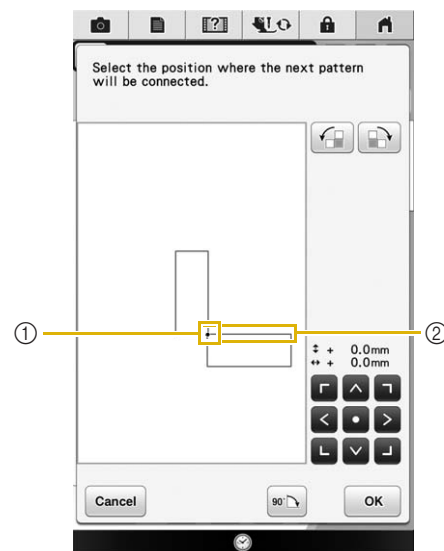 [?]
Select the position where the next pattern
will be connected.
①
②
+ 0.0mm
+ 0.0mm
Cancel
90°
OK